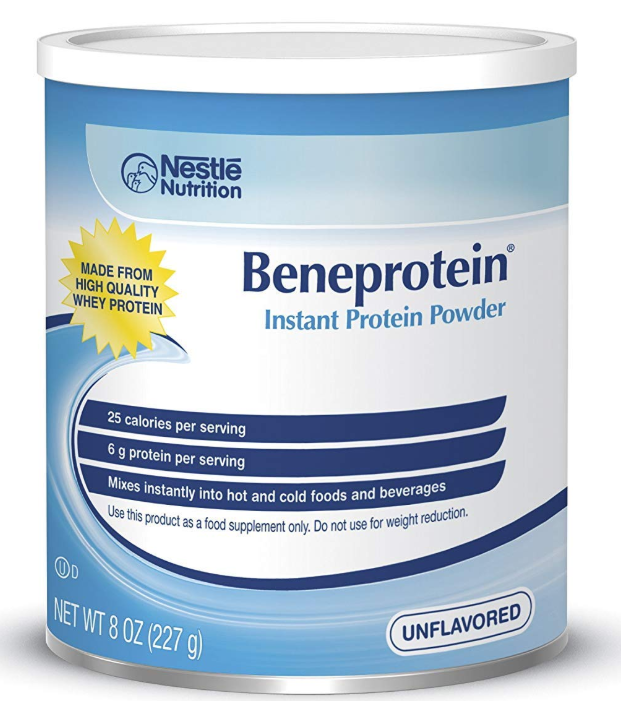 Nestlé
Nutrition
MADE FROM
HIGH QUALITY
WHEY PROTEIN
Beneprotein®
Instant Protein Powder
25 calories per serving
6 g protein per serving
Mixes instantly into hot and cold foods and beverages
Use this product as a food supplement only. Do not use for weight reduction.
U D
NET WT 8 OZ (227 g)
UNFLAVORED